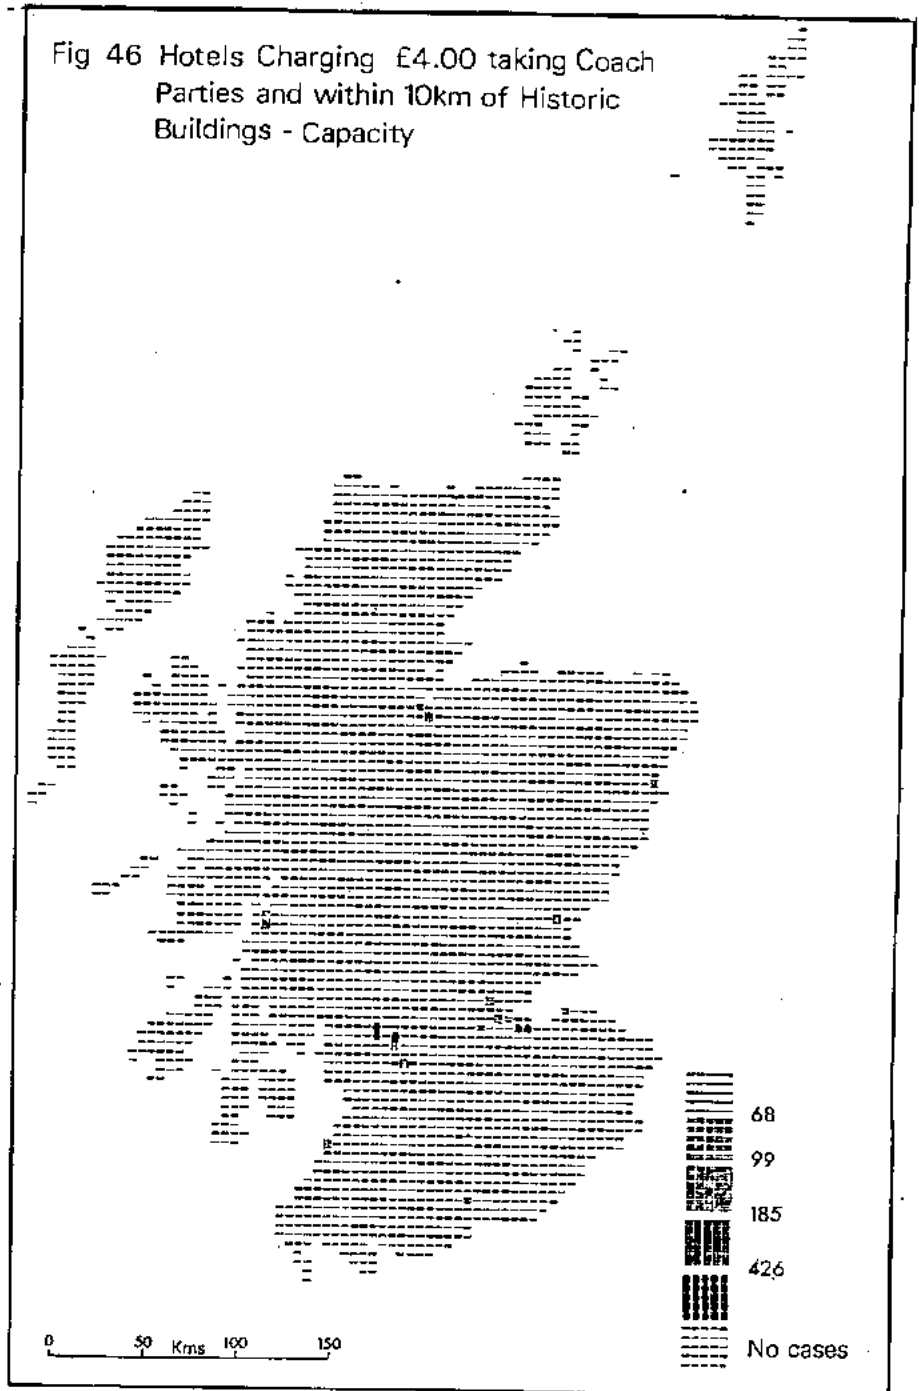 Fig 46 Hotels Charging £4.00 taking Coach
Parties and within 10km of Historic
Buildings - Capacity
68
99
185
426
No cases
0 50 Kms 100 150